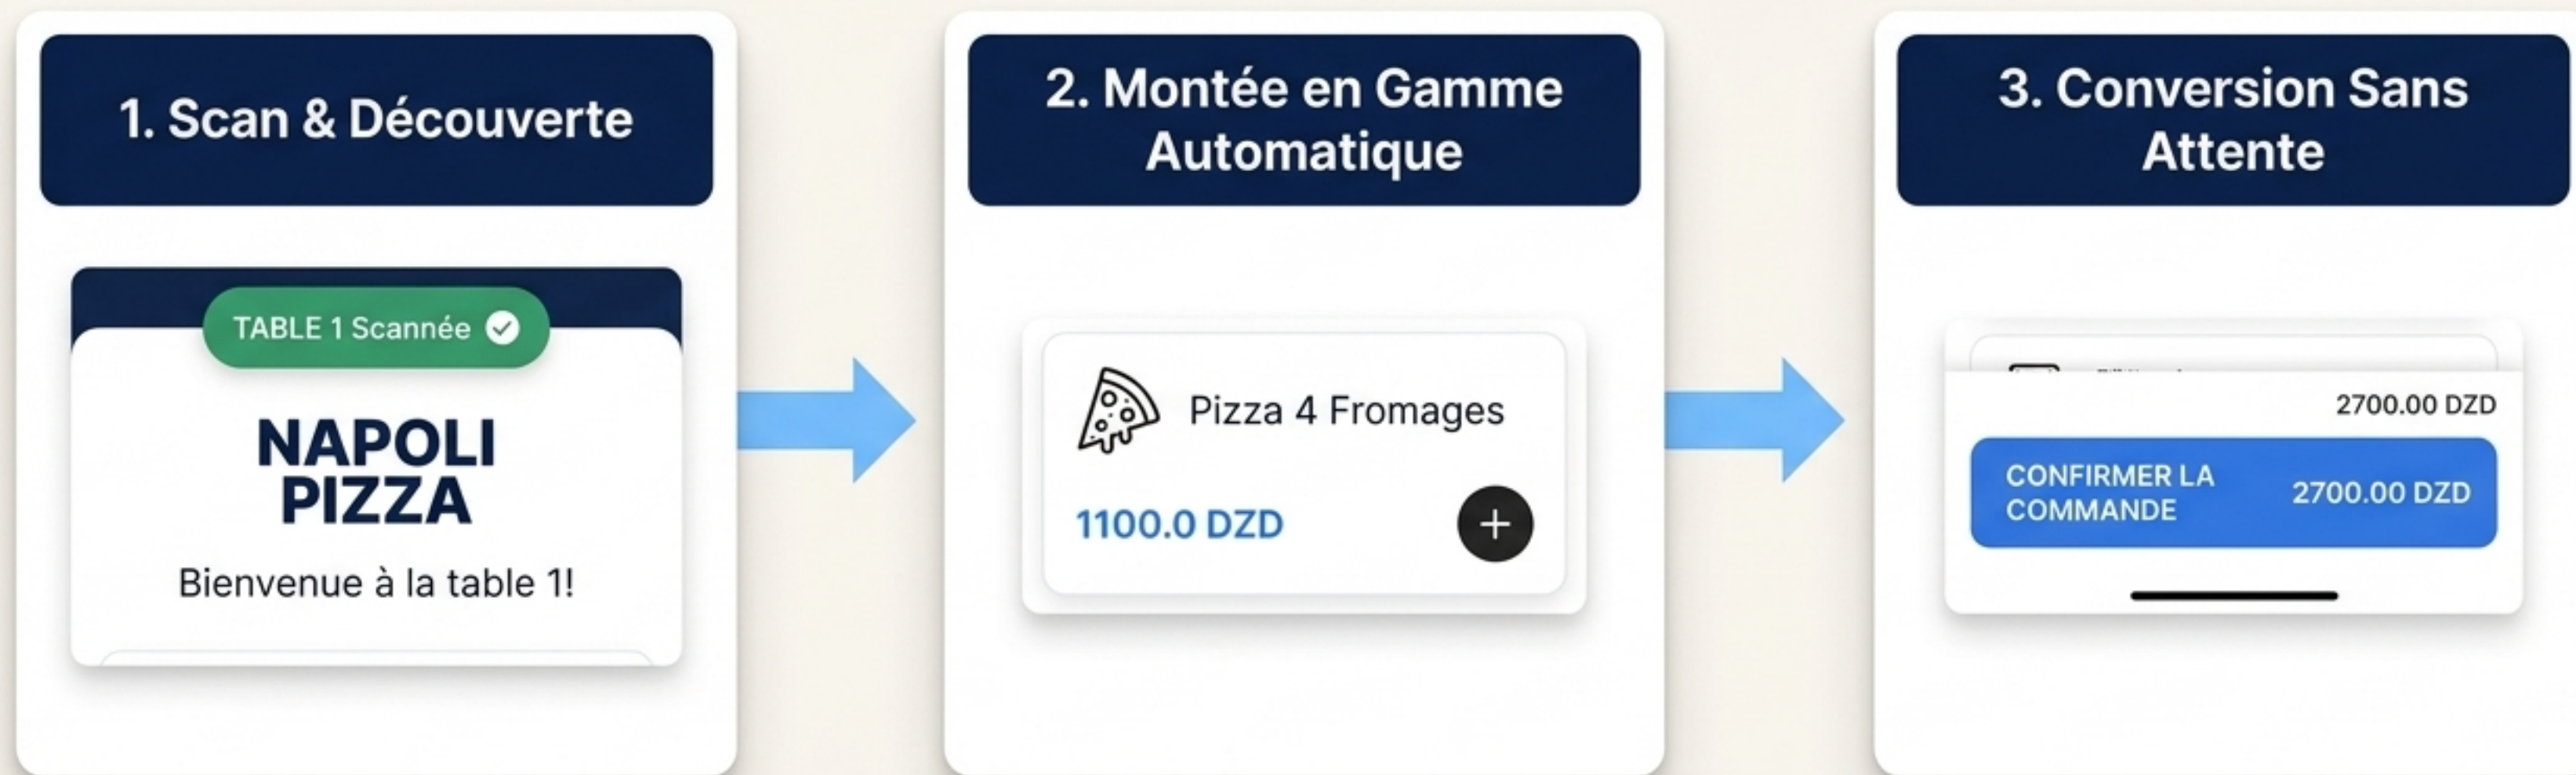 1. Scan & Découverte
TABLE 1 Scannée
NAPOLI
PIZZA
Bienvenue à la table 1!
2. Montée en Gamme
Automatique
Pizza 4 Fromages
1100.0 DZD
3. Conversion Sans
Attente
2700.00 DZD
CONFIRMER LA
COMMANDE
2700.00 DZD